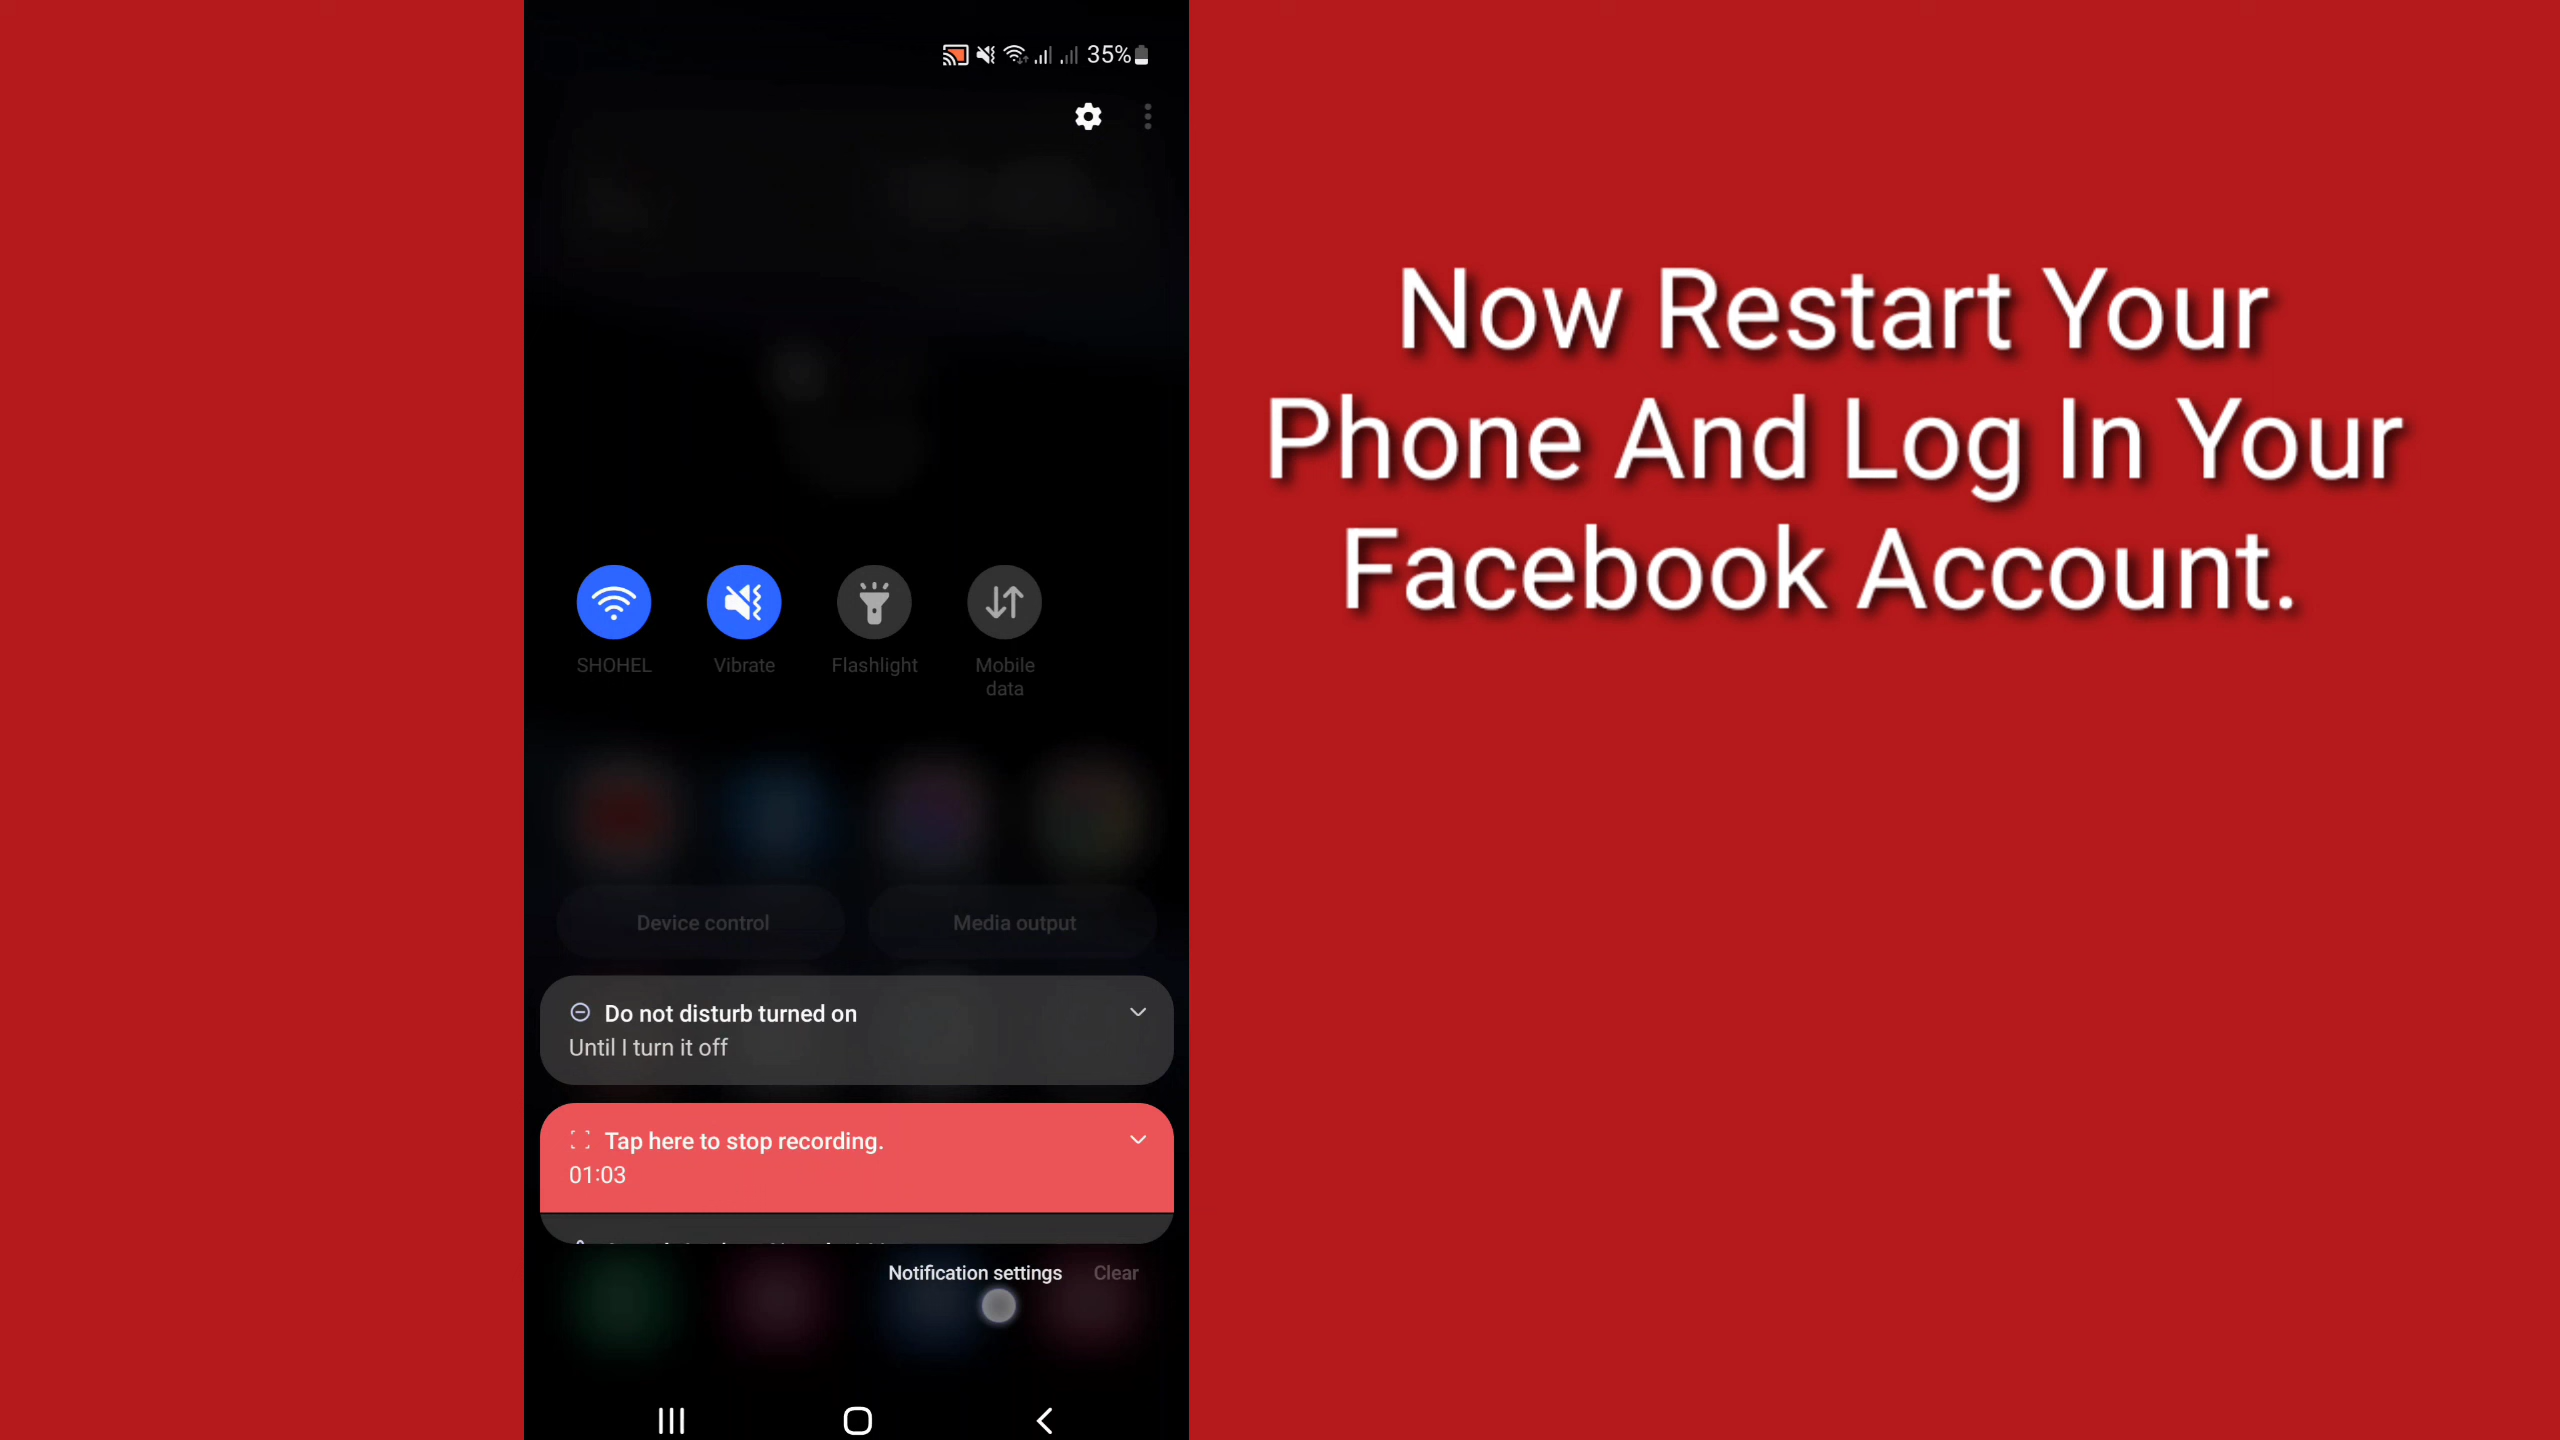 35%
Now Restart Your
Phone And Log In Your
Facebook Account.
SHOHEL
Vibrate
Flashlight
Mobile
data
Device control
Media output
Do not disturb turned on
Until I turn it off
Tap here to stop recording.
01:03
Notification settings
Clear